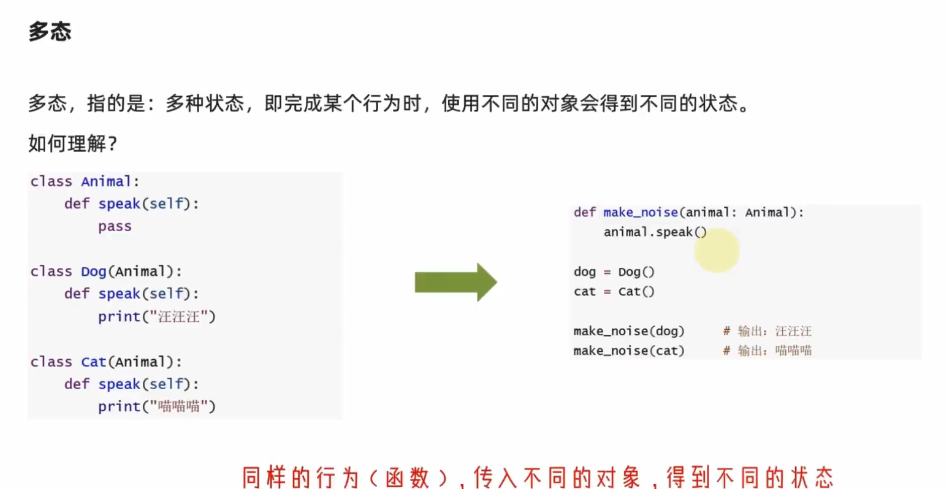 多态
多态，指的是：多种状态，即完成某个行为时，使用不同的对象会得到不同的状态。
如何理解？
class Animal:
    def speak(self):
        pass
class Dog(Animal):
    def speak(self):
        print("汪汪汪")
class Cat(Animal):
    def speak(self):
        print("喵喵喵")
def make_noise(animal: Animal):
    animal.speak()
dog = Dog()
cat = Cat()
make_noise(dog)     # 输出：汪汪汪
make_noise(cat)     # 输出：喵喵喵
同样的行为（函数），传入不同的对象，得到不同的状态